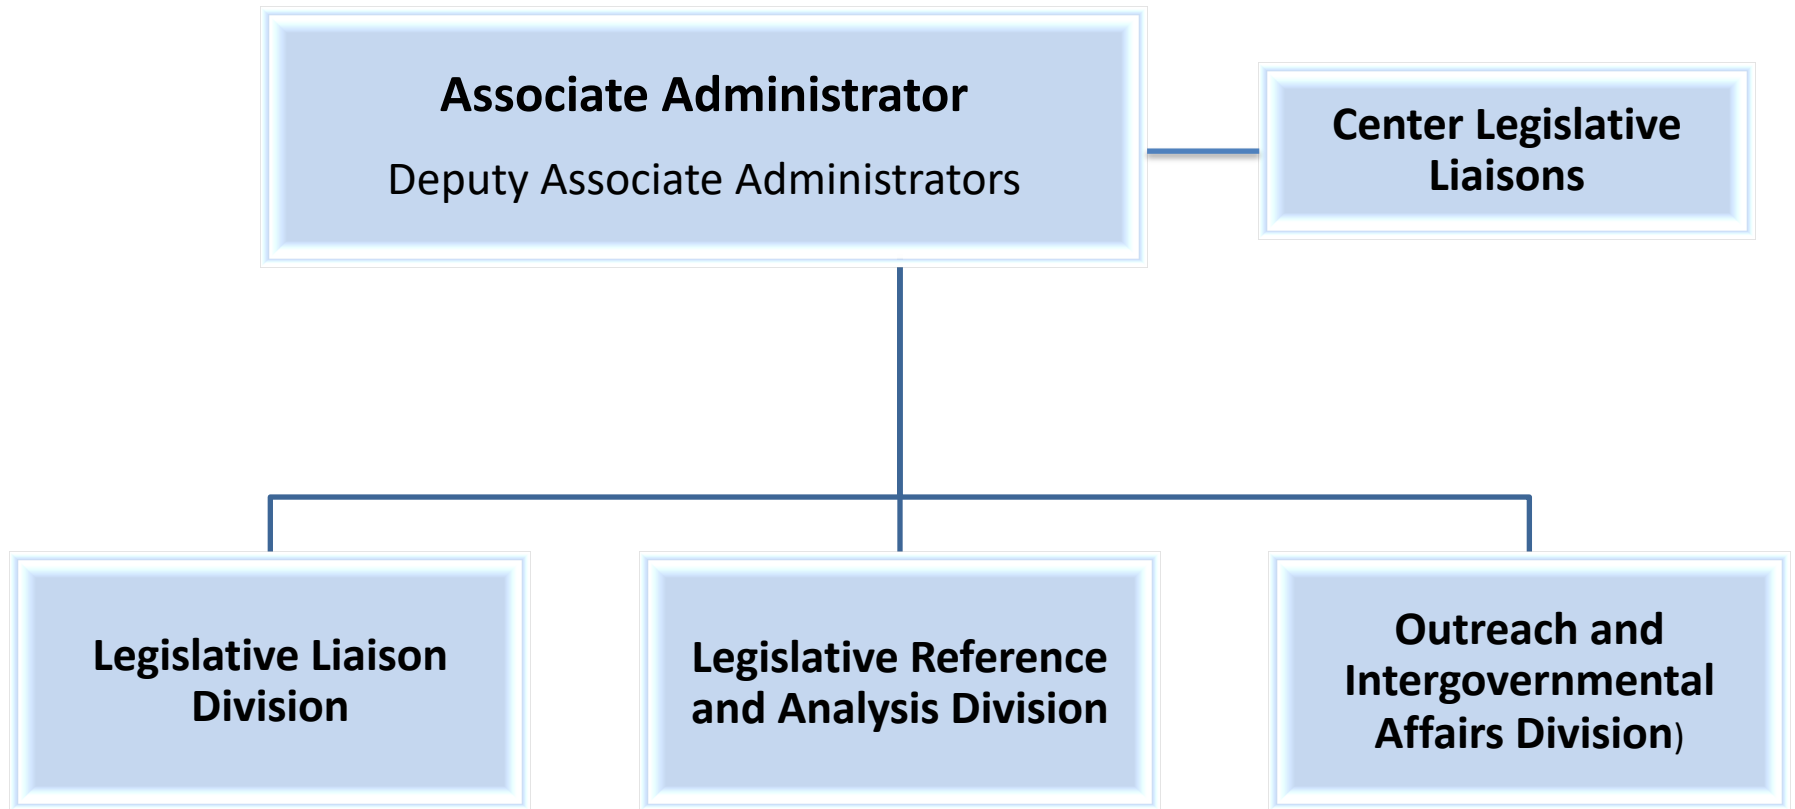 Associate Administrator
Deputy Associate Administrators
Center Legislative
Liaisons
Legislative Liaison
Division
Legislative Reference
and Analysis Division
Outreach and
Intergovernmental
Affairs Division)